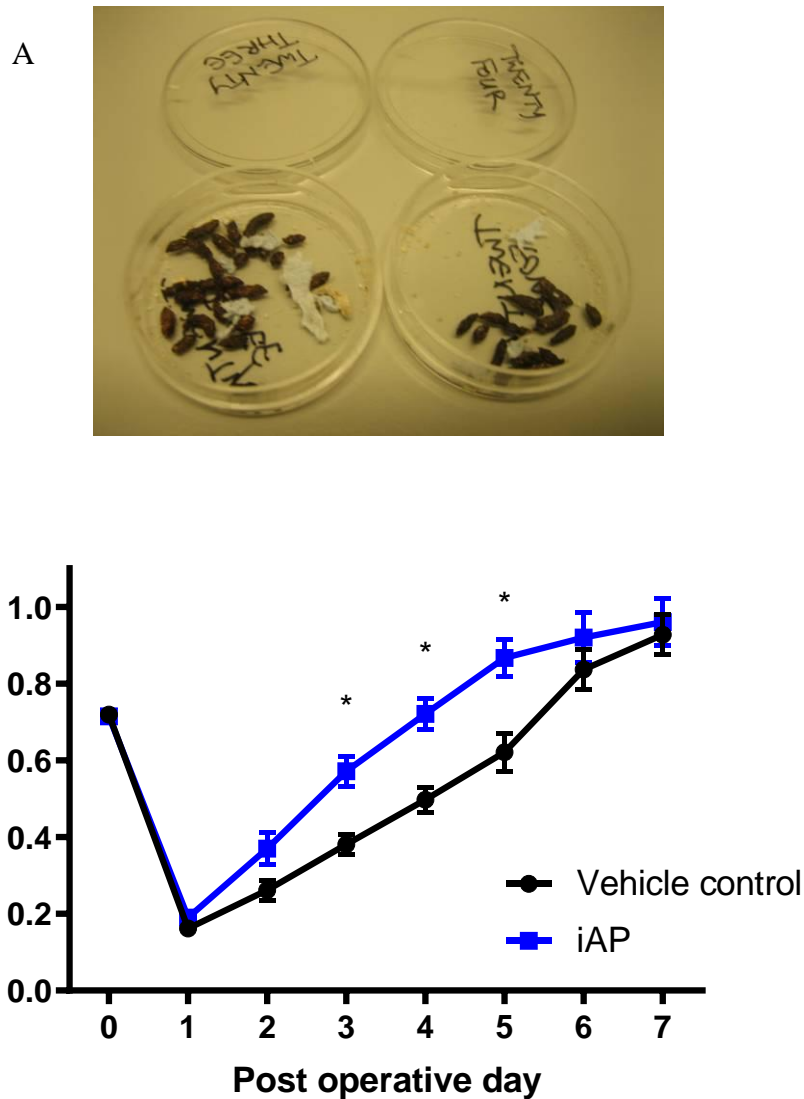 A
TWENTY
THREE
TWENTY
FOUR
1.0
0.8
0.6
0.4
0.2
0.0
*
*
*
Vehicle control
iAP
0 1 2 3 4 5 6 7
Post operative day